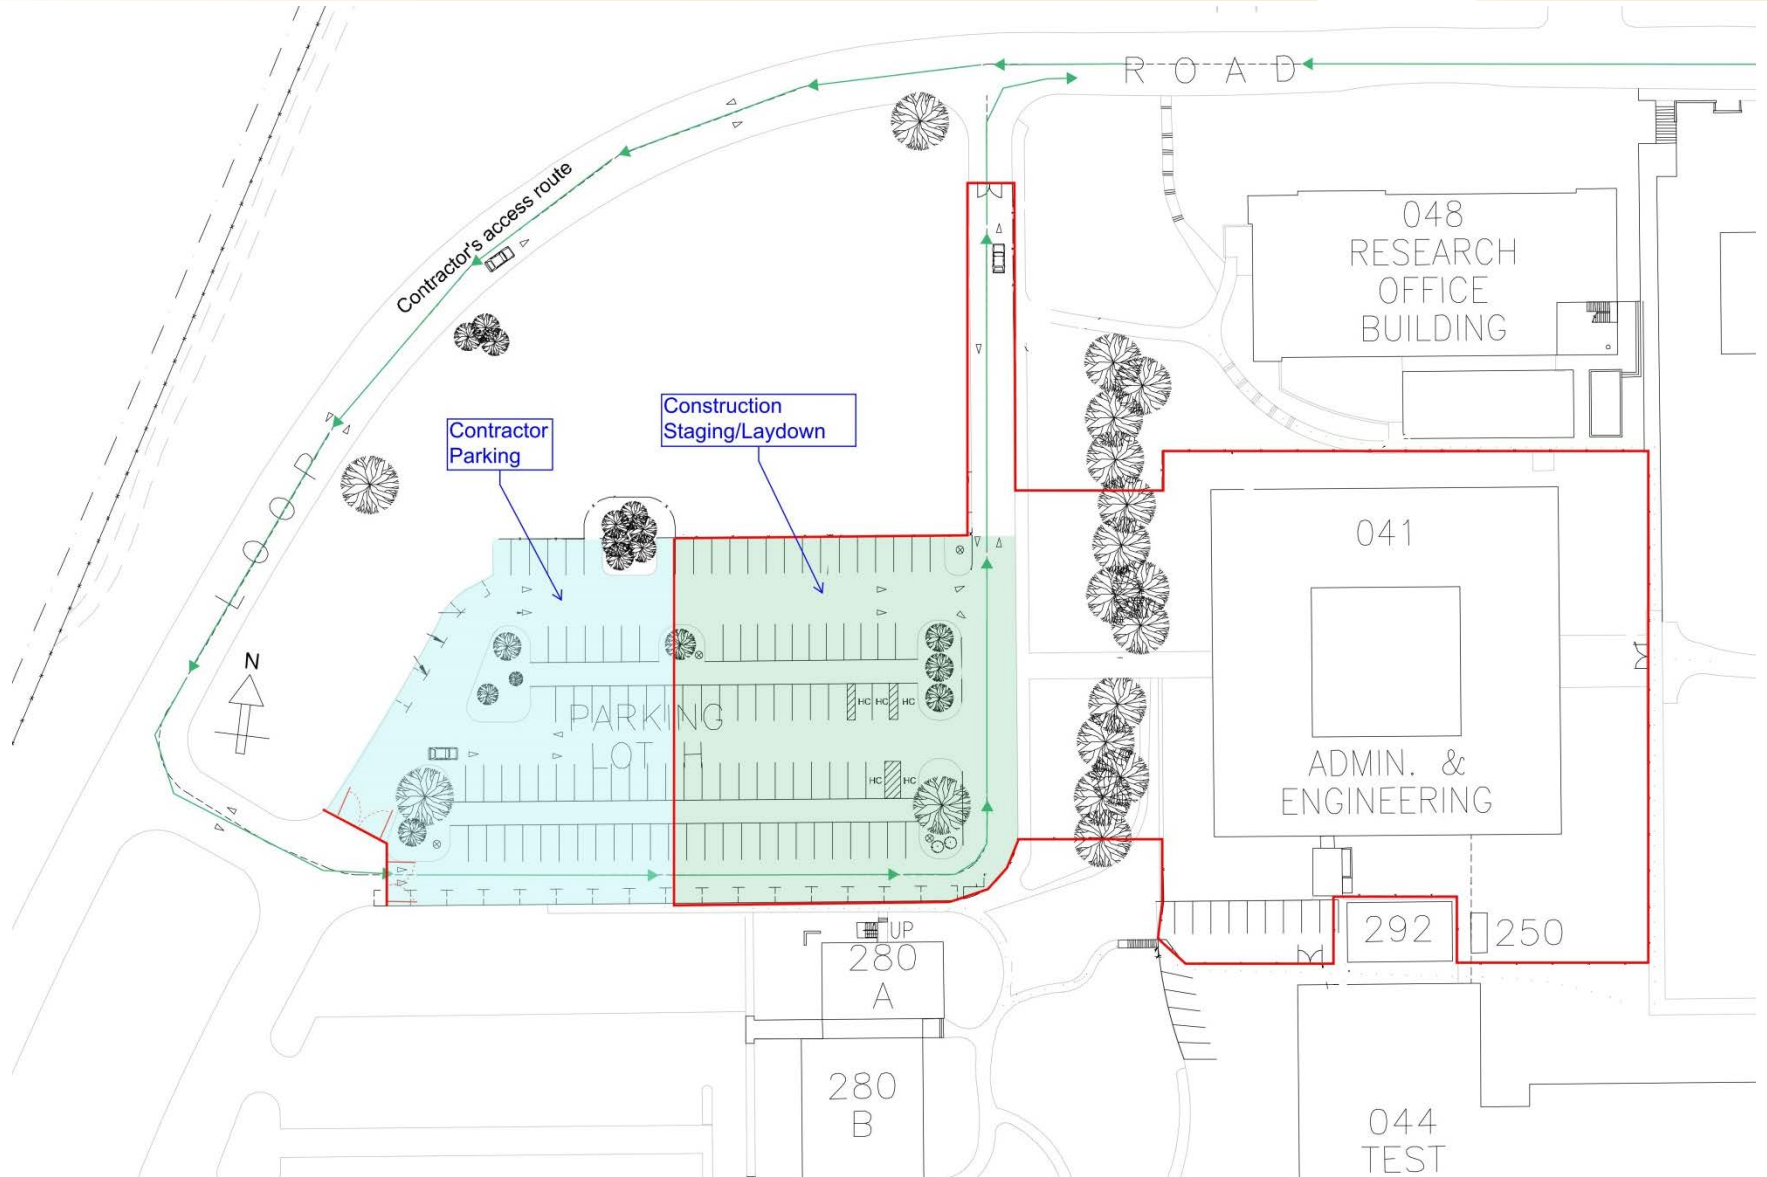 ROAD
Contractor's access route
048
RESEARCH
OFFICE
BUILDING
Construction
Staging/Laydown
Contractor
Parking
LOOP
041
N
HC HC HC
PARKING
LOT H
HC HC
ADMIN. &
ENGINEERING
292
250
UP
280
A
280
B
044
TEST